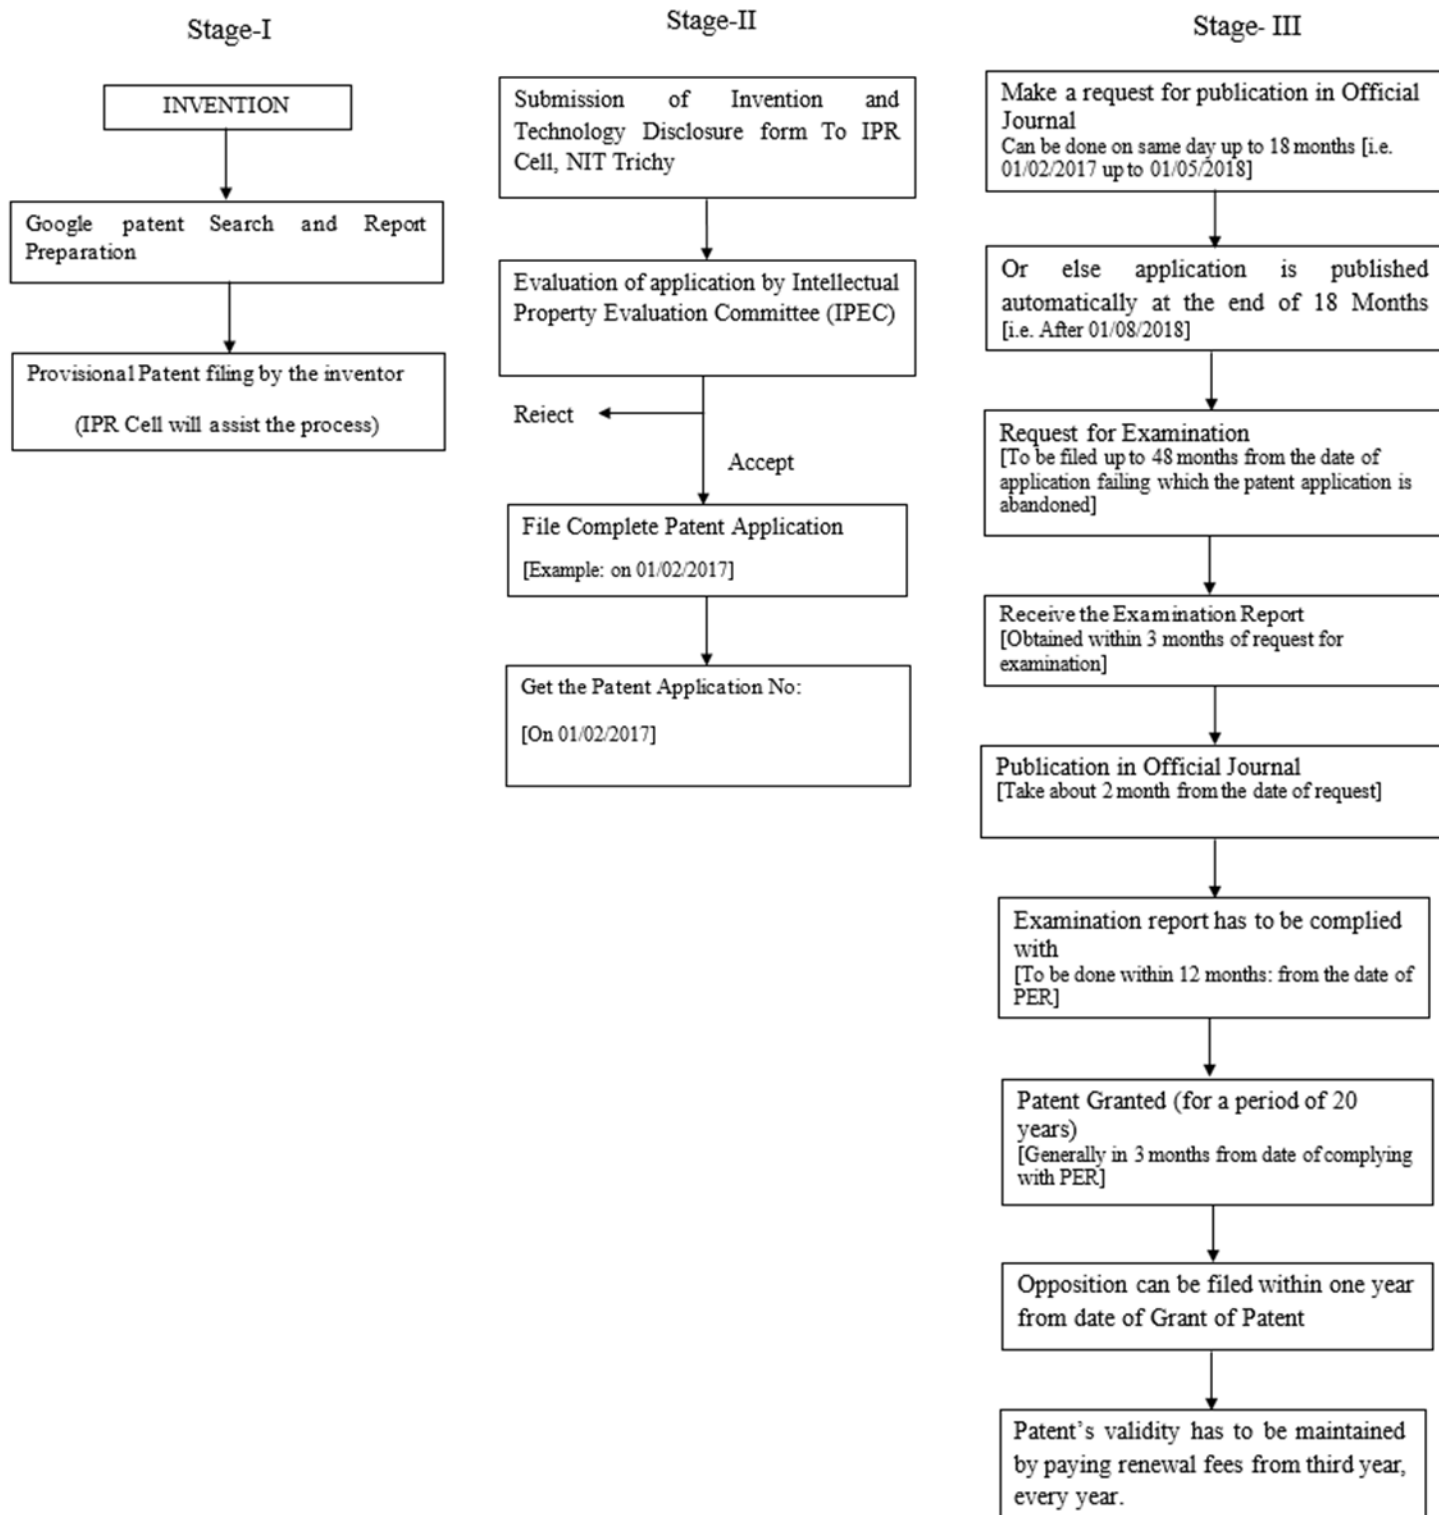 Stage-I
INVENTION
Google patent Search and Report
Preparation
Provisional Patent filing by the inventor
(IPR Cell will assist the process)
Stage-II
Submission of Invention and
Technology Disclosure form To IPR
Cell, NIT Trichy
Evaluation of application by Intellectual
Property Evaluation Committee (IPEC)
Reject
Accept
File Complete Patent Application
[Example: on 01/02/2017]
Get the Patent Application No:
[On 01/02/2017]
Stage- III
Make a request for publication in Official
Journal
Can be done on same day up to 18 months [i.e.
01/02/2017 up to 01/05/2018]
Or else application is published
automatically at the end of 18 Months
[i.e. After 01/08/2018]
Request for Examination
[To be filed up to 48 months from the date of
application failing which the patent application is
abandoned]
Receive the Examination Report
[Obtained within 3 months of request for
examination]
Publication in Official Journal
[Take about 2 month from the date of request]
Examination report has to be complied
with
[To be done within 12 months: from the date of
PER]
Patent Granted (for a period of 20
years)
[Generally in 3 months from date of complying
with PER]
Opposition can be filed within one year
from date of Grant of Patent
Patent's validity has to be maintained
by paying renewal fees from third year,
every year.